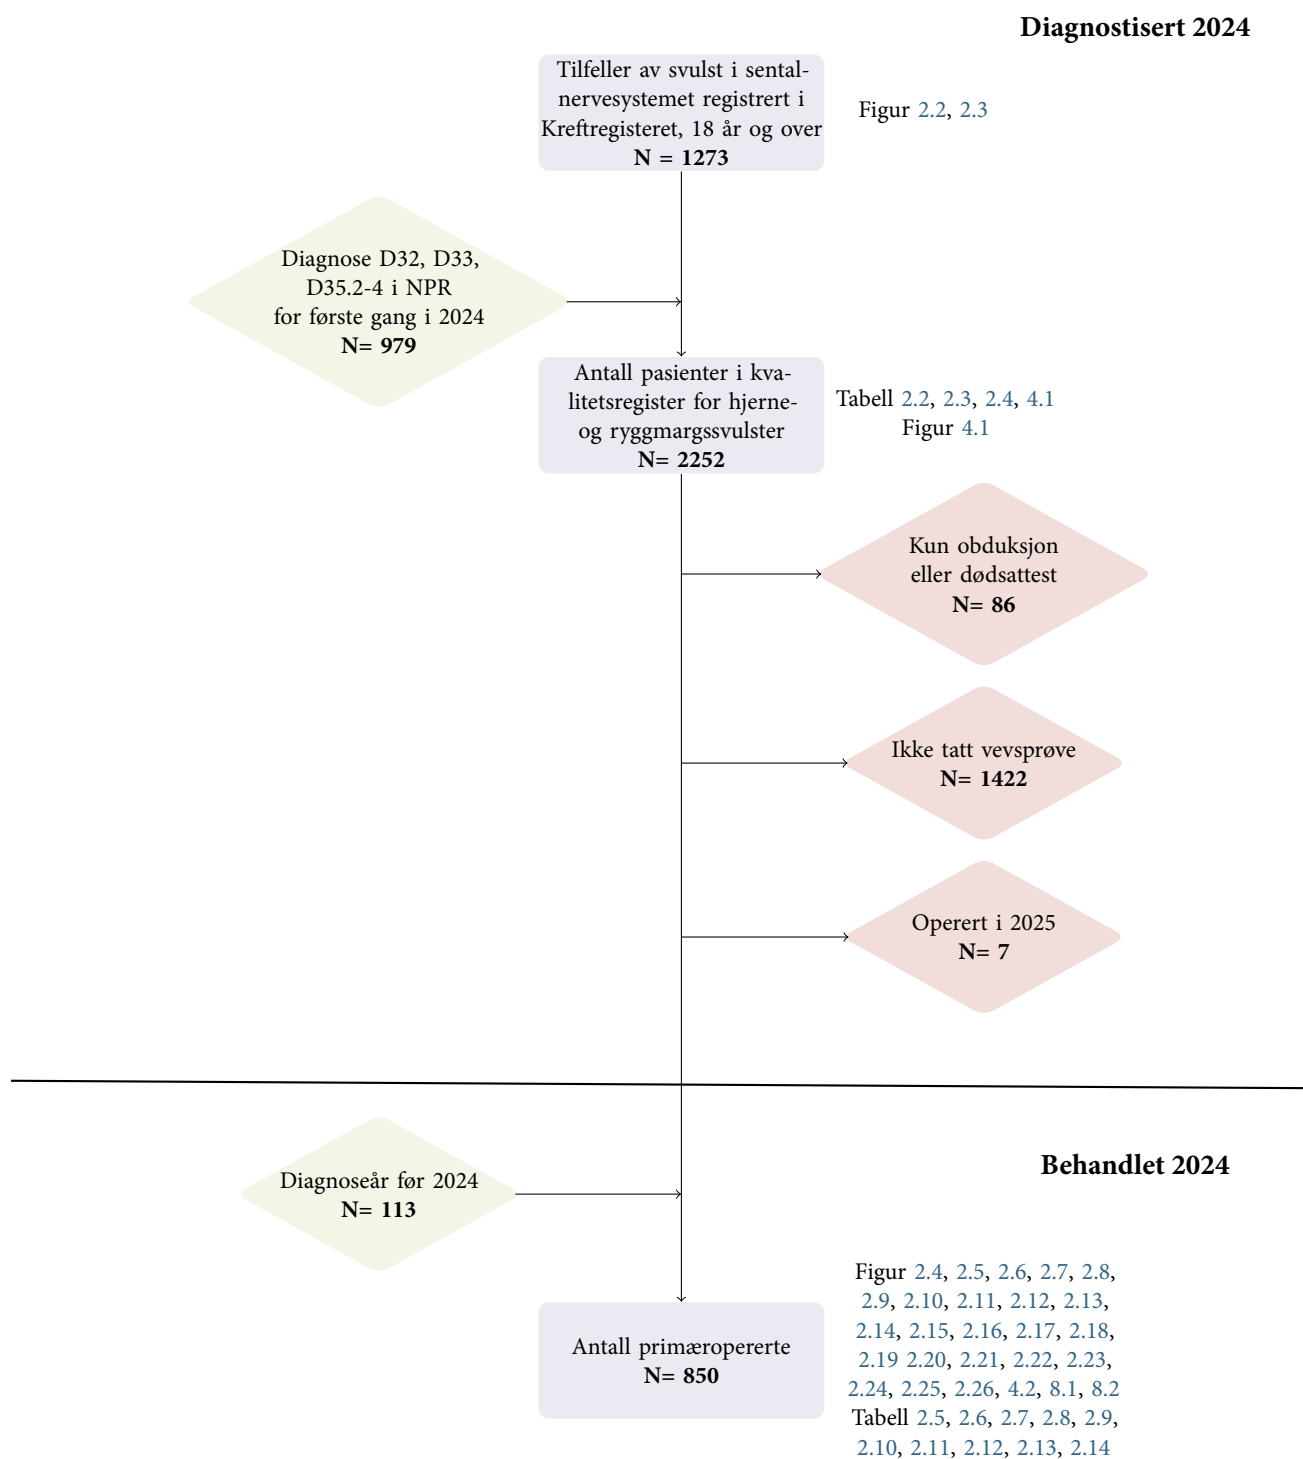 Diagnostisert 2024
Tilfeller av svulst i sental-
nervesystemet registrert i
Kreftregisteret, 18 år og over
N = 1273
Figur 2.2, 2.3
Diagnose D32, D33,
D35.2-4 i NPR
for første gang i 2024
N= 979
Antall pasienter i kva-
litetsregister for hjerne-
og ryggmargssvulster
N= 2252
Tabell 2.2, 2.3, 2.4, 4.1
Figur 4.1
Kun obduksjon
eller dødsattest
N= 86
Ikke tatt vevsprøve
N= 1422
Operert i 2025
N= 7
Behandlet 2024
Diagnoseår før 2024
N= 113
Antall primæropererte
N= 850
Figur 2.4, 2.5, 2.6, 2.7, 2.8,
2.9, 2.10, 2.11, 2.12, 2.13,
2.14, 2.15, 2.16, 2.17, 2.18,
2.19 2.20, 2.21, 2.22, 2.23,
2.24, 2.25, 2.26, 4.2, 8.1, 8.2
Tabell 2.5, 2.6, 2.7, 2.8, 2.9,
2.10, 2.11, 2.12, 2.13, 2.14